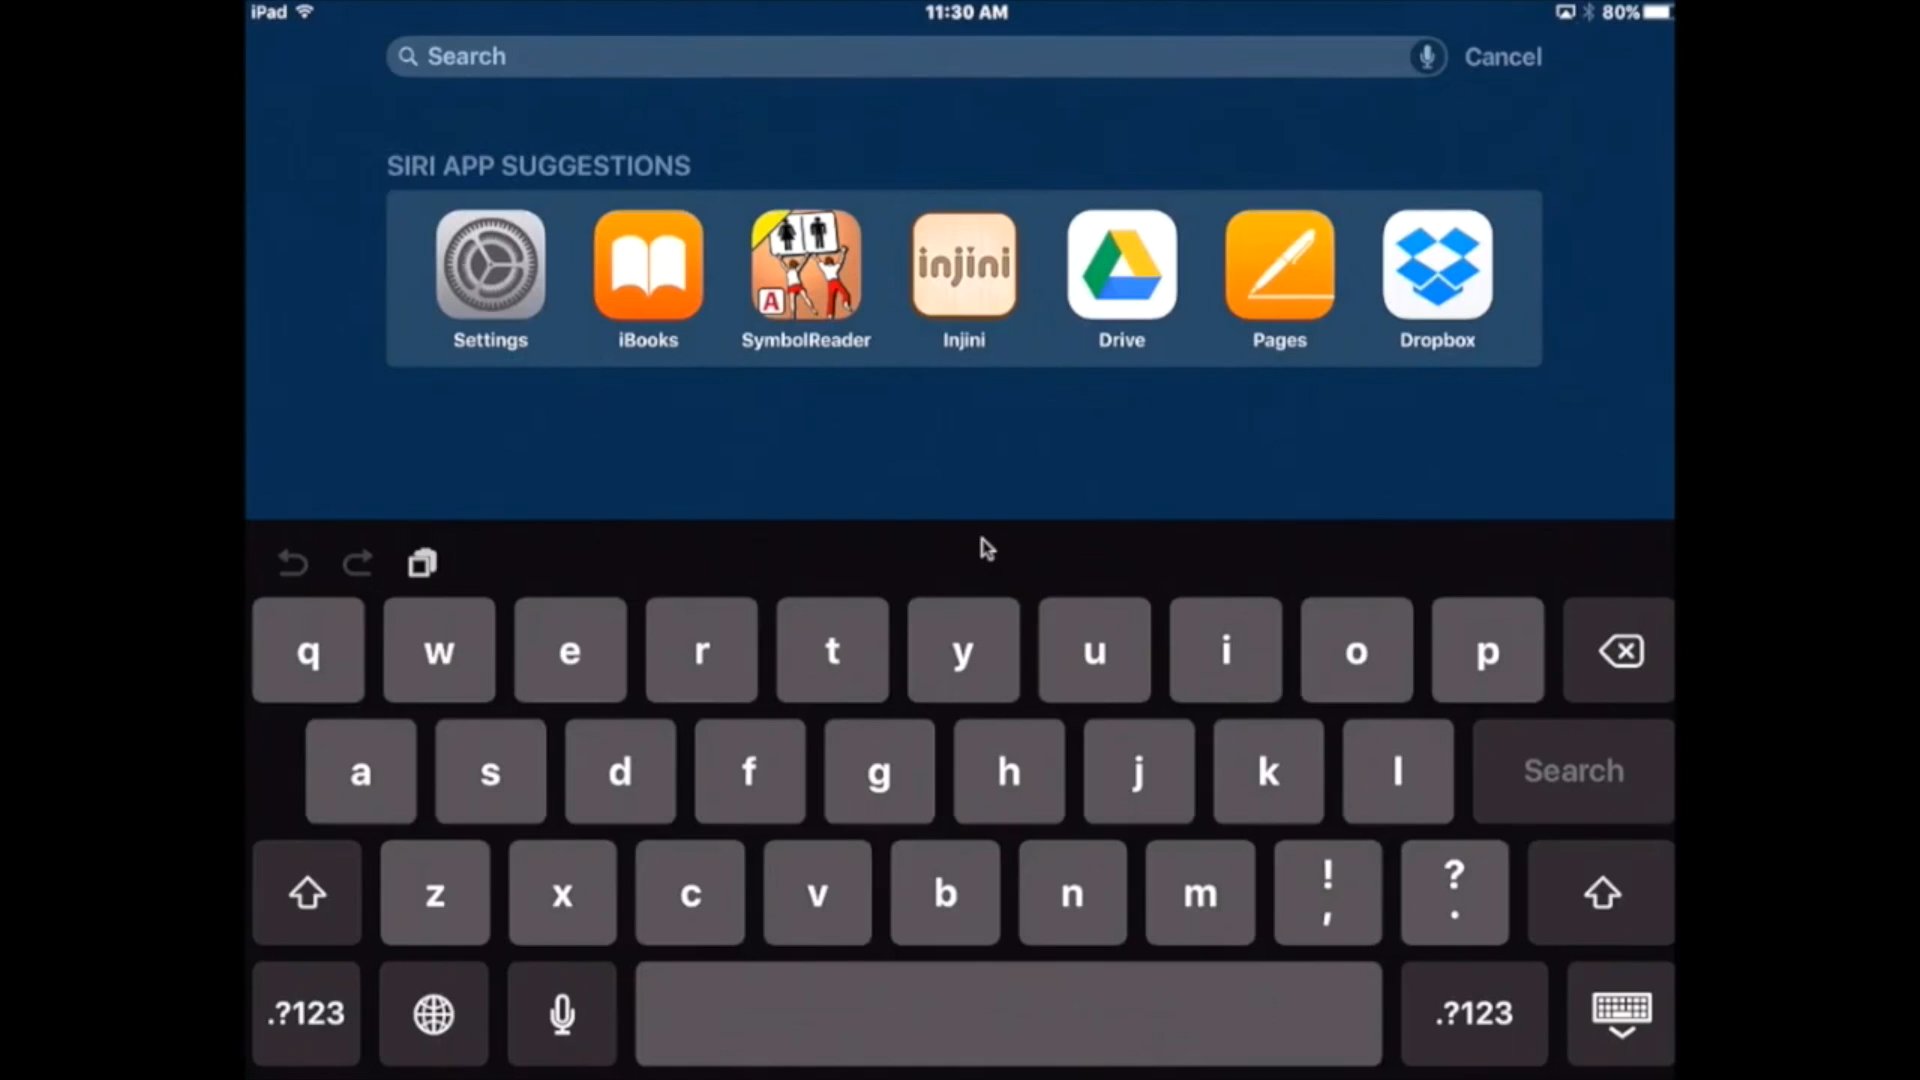 iPad 11:30 AM 80%
Search Cancel
SIRI APP SUGGESTIONS
A injini
Settings iBooks SymbolReader Injini Drive Pages Dropbox
q w e r t y u i o p
a s d f g h j k l Search
z x c v b n m ! , ? .
.?123 .?123